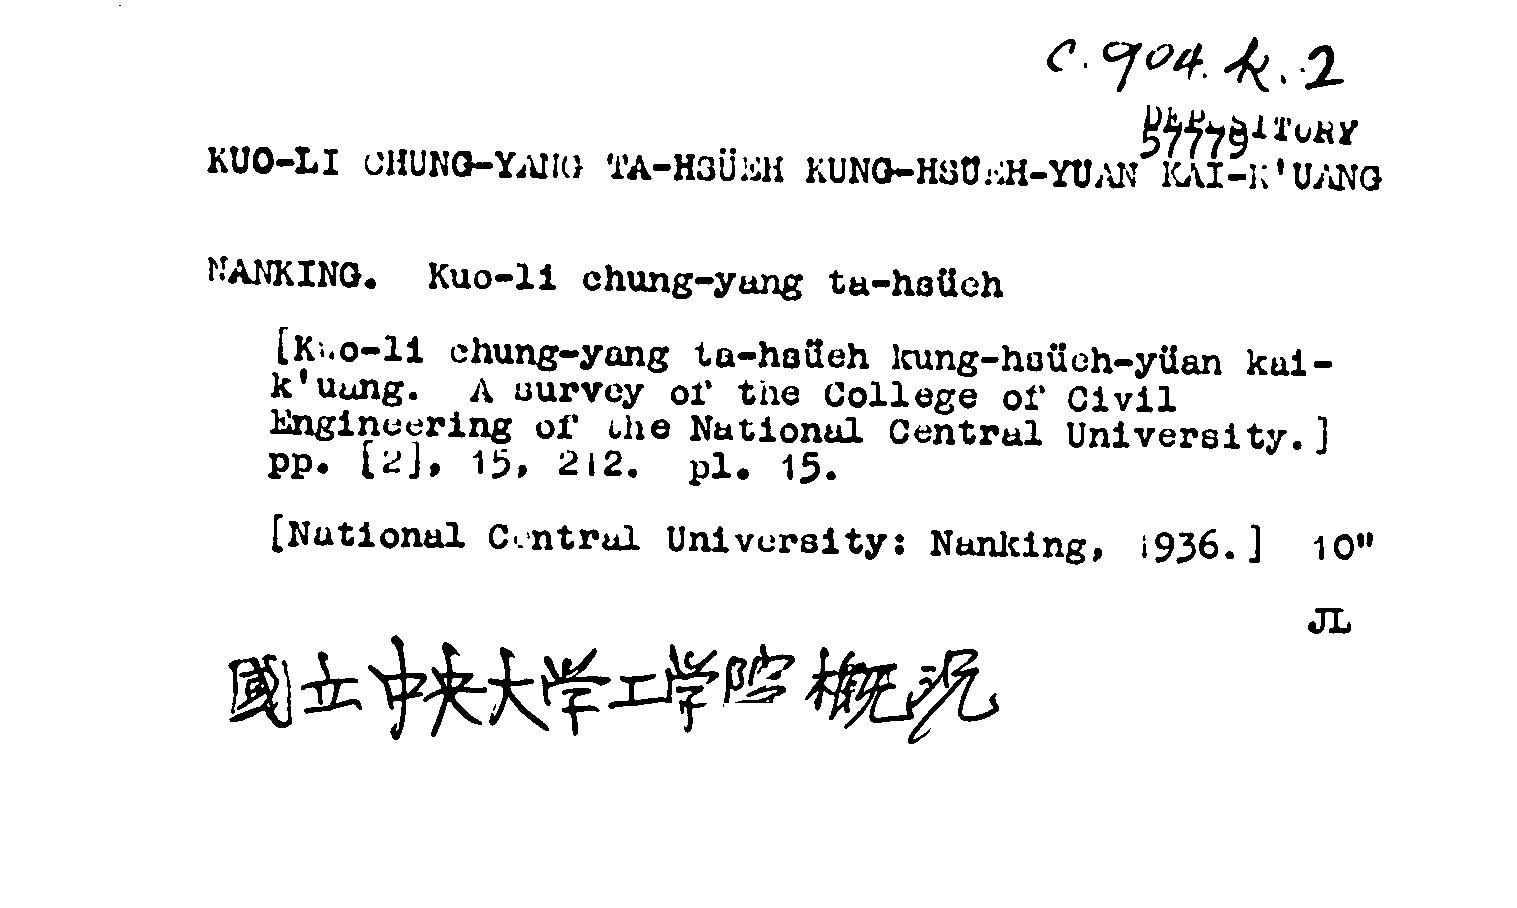 c. 904. k. 2
DEPOSITORY
57779
KUO-LI CHUNG-YANG TA-HSÜEH KUNG-HSÜEH-YUAN KAI-K'UANG
NANKING. Kuo-li chung-yang ta-hsüeh
[Kuo-li chung-yang ta-hsüeh kung-hsüeh-yüan kai-
k'uang. A survey of the College of Civil
Engineering of the National Central University.]
pp. [2], 15, 212. pl. 15.
[National Central University: Nanking, 1936.] 10"
JL
國立中央大学工学院概况